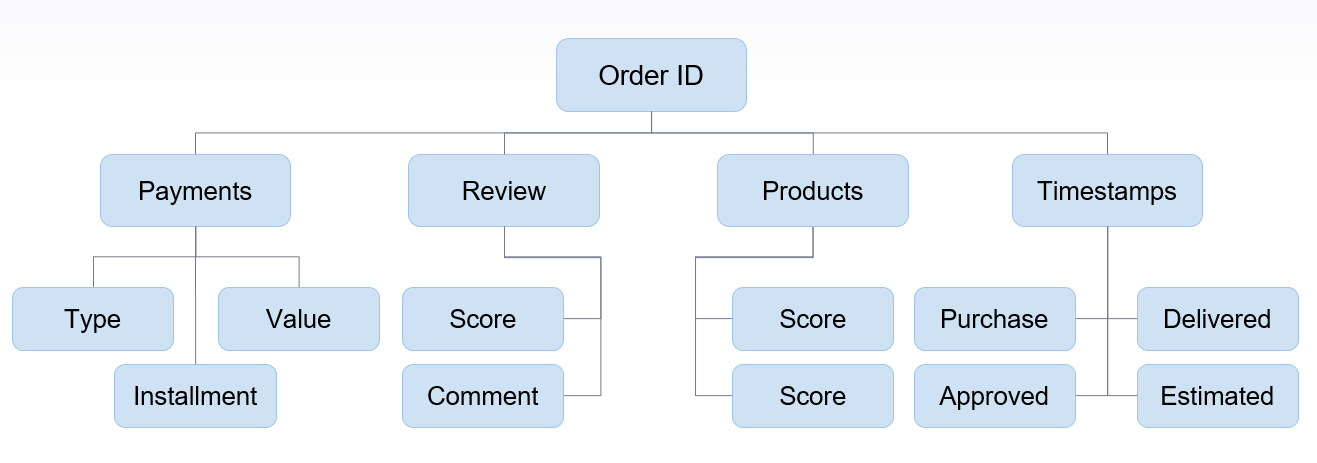 Order ID
Payments
Review
Products
Timestamps
Type
Value
Score
Score
Purchase
Delivered
Installment
Comment
Score
Approved
Estimated